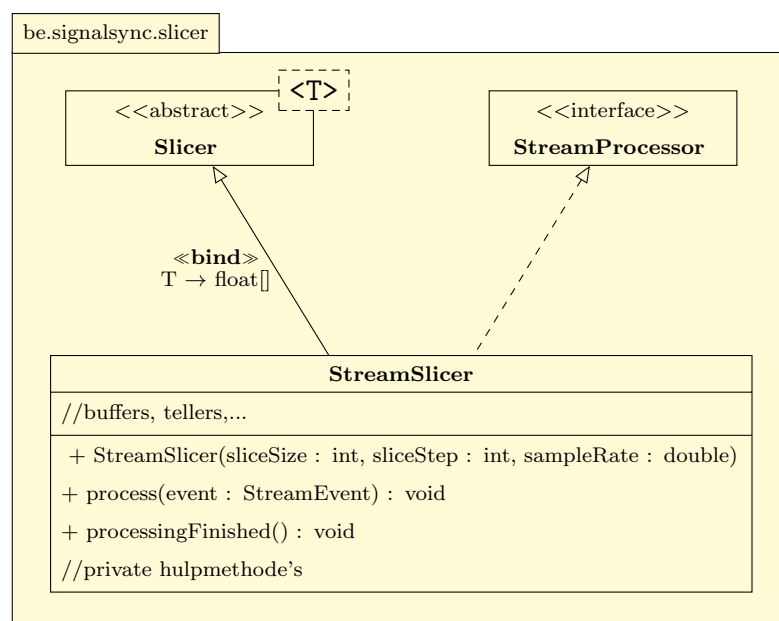 be.signalsync.slicer
<T>
<<abstract>>
Slicer
<<interface>>
StreamProcessor
≪bind≫
T → float[]
StreamSlicer
//buffers, tellers,...
+ StreamSlicer(sliceSize : int, sliceStep : int, sampleRate : double)
+ process(event : StreamEvent) : void
+ processingFinished() : void
//private hulpmethode's